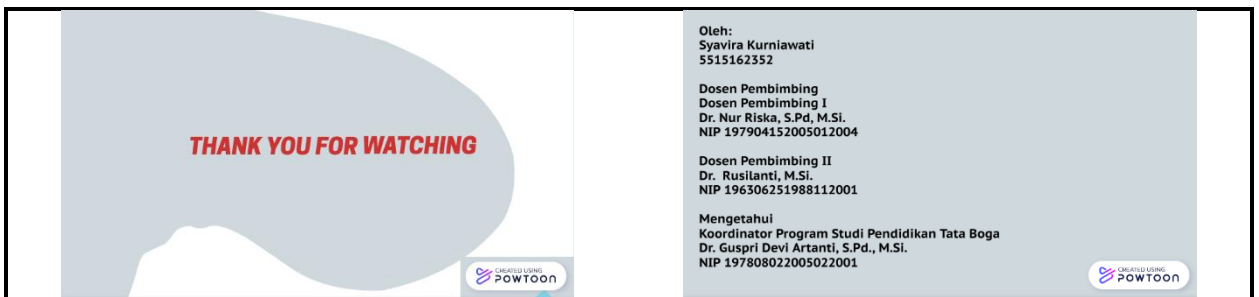 THANK YOU FOR WATCHING
CREATED USING
POWTOON
Oleh:
Syavira Kurniawati
5515162352
Dosen Pembimbing
Dosen Pembimbing I
Dr. Nur Riska, S.Pd, M.Si.
NIP 197904152005012004
Dosen Pembimbing II
Dr. Rusilanti, M.Si.
NIP 196306251988112001
Mengetahui
Koordinator Program Studi Pendidikan Tata Boga
Dr. Guspri Devi Artanti, S.Pd., M.Si.
NIP 197808022005022001
CREATED USING
POWTOON